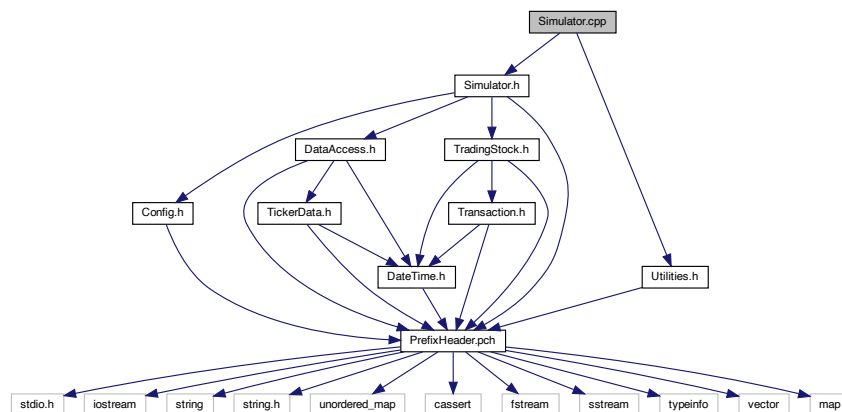 Simulator.cpp
Simulator.h
DataAccess.h
TradingStock.h
Config.h
TickerData.h
Transaction.h
DateTime.h
Utilities.h
PrefixHeader.pch
stdio.h
iostream
string
string.h
unordered_map
cassert
fstream
sstream
typeinfo
vector
map